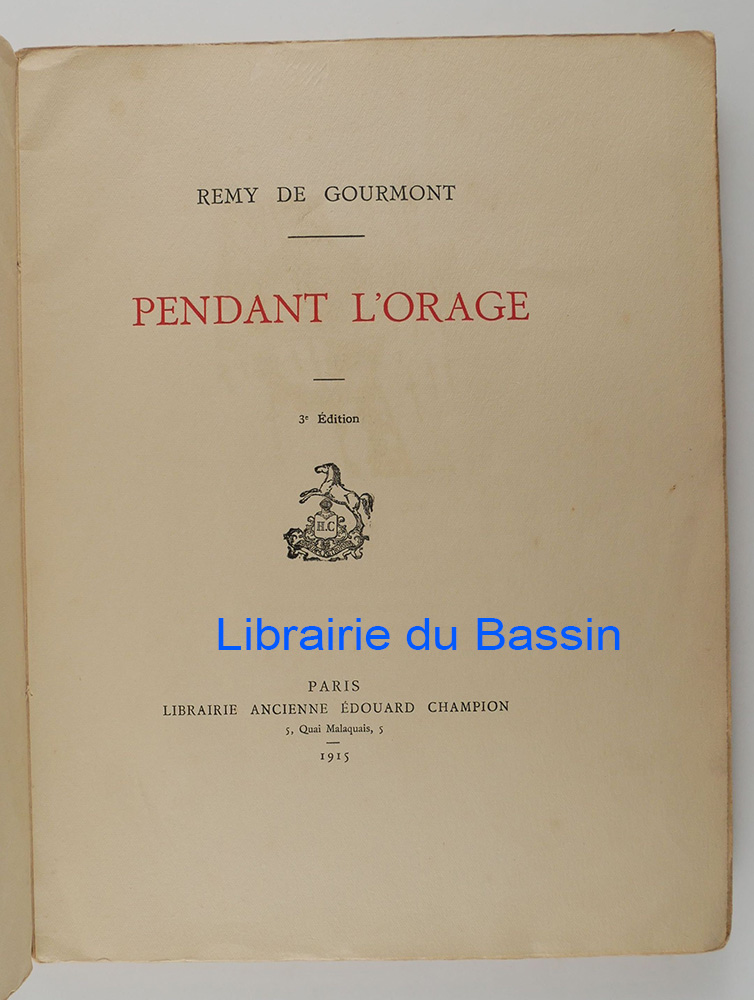 REMY DE GOURMONT
PENDANT L'ORAGE
3e Édition
H.C
Librairie du Bassin
PARIS
LIBRAIRIE ANCIENNE ÉDOUARD CHAMPION
5, Quai Malaquais, 5
1915